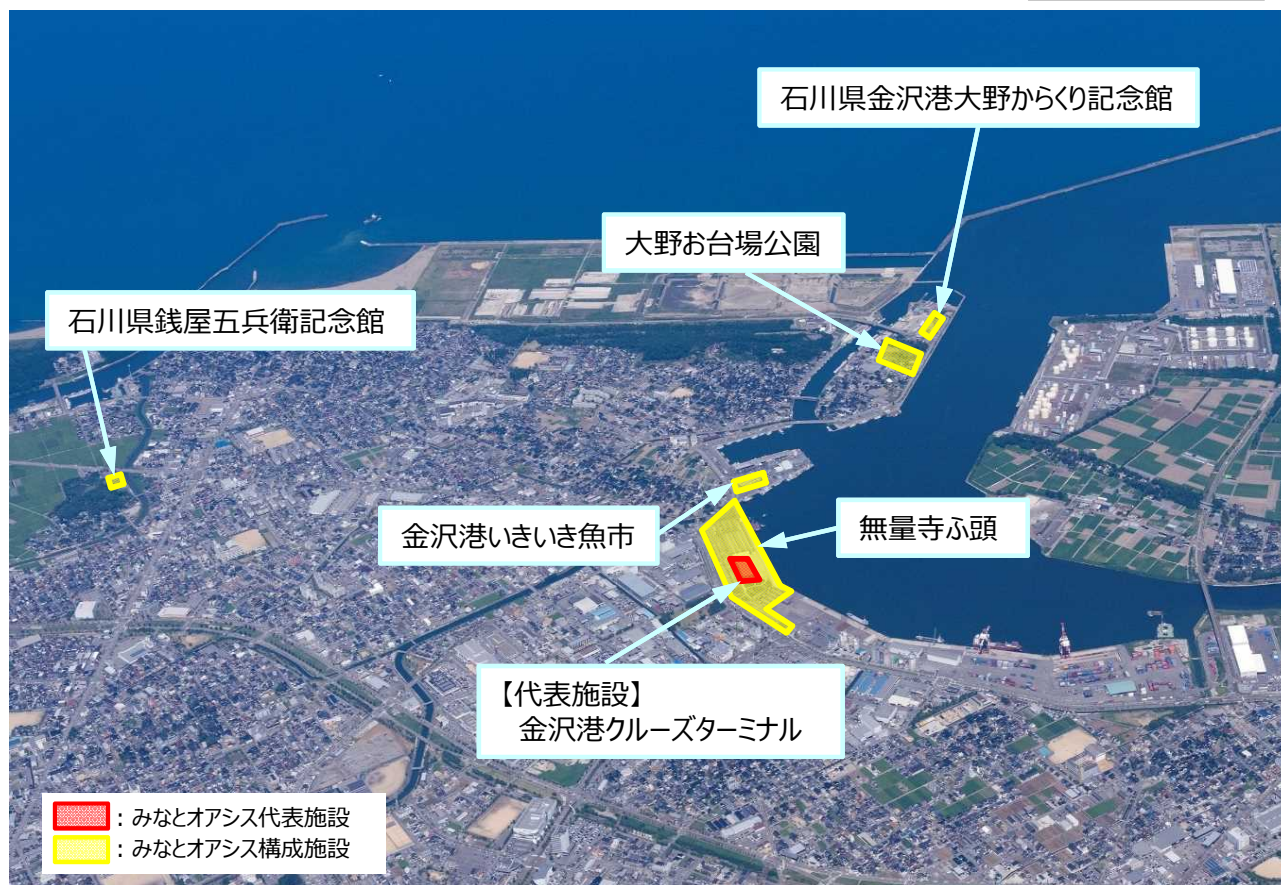 石川県金沢港大野からくり記念館
大野お台場公園
石川県銭屋五兵衛記念館
金沢港いきいき魚市
無量寺ふ頭
【代表施設】
金沢港クルーズターミナル
：みなとオアシス代表施設
：みなとオアシス構成施設